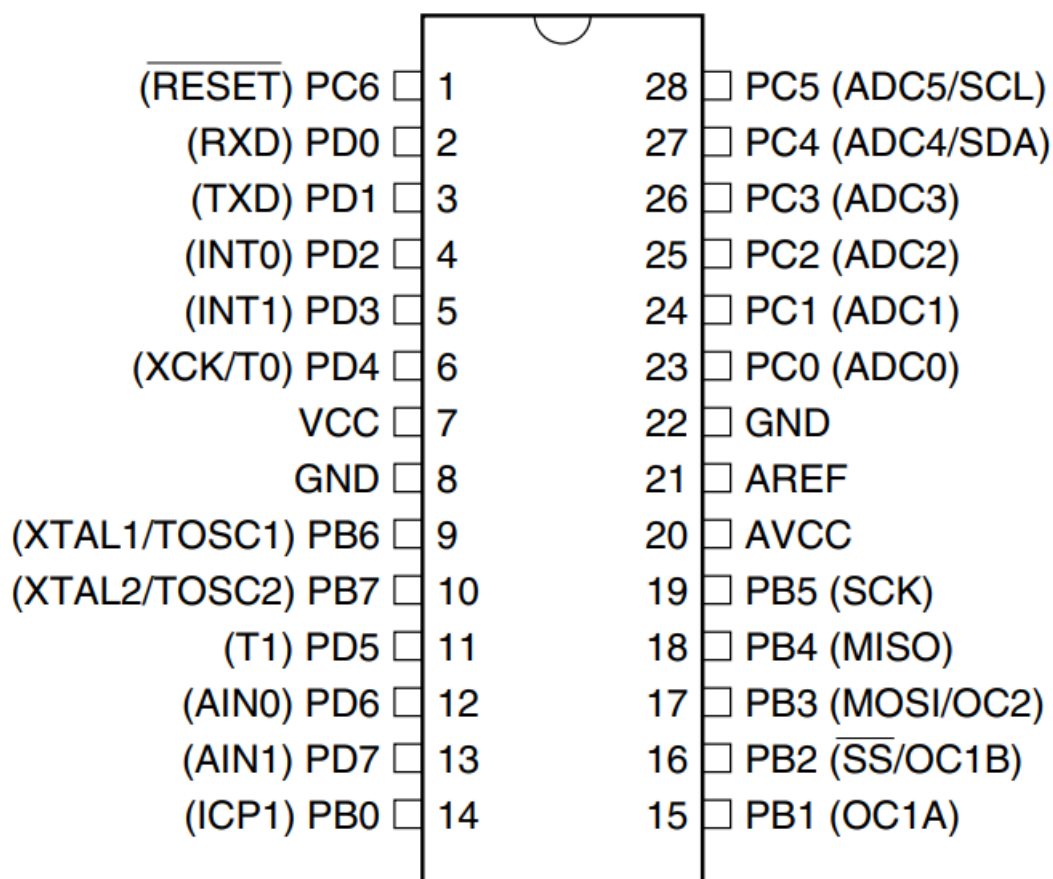 (RESET) PC6 1 28 PC5 (ADC5/SCL)
(RXD) PD0 2 27 PC4 (ADC4/SDA)
(TXD) PD1 3 26 PC3 (ADC3)
(INT0) PD2 4 25 PC2 (ADC2)
(INT1) PD3 5 24 PC1 (ADC1)
(XCK/T0) PD4 6 23 PC0 (ADC0)
VCC 7 22 GND
GND 8 21 AREF
(XTAL1/TOSC1) PB6 9 20 AVCC
(XTAL2/TOSC2) PB7 10 19 PB5 (SCK)
(T1) PD5 11 18 PB4 (MISO)
(AIN0) PD6 12 17 PB3 (MOSI/OC2)
(AIN1) PD7 13 16 PB2 (SS/OC1B)
(ICP1) PB0 14 15 PB1 (OC1A)